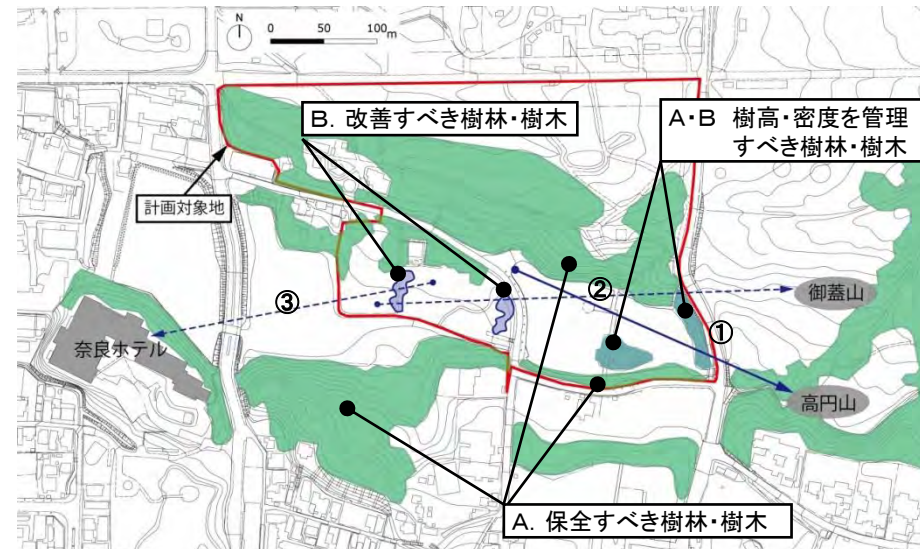 N
0 50 100m
B. 改善すべき樹林・樹木
A・B 樹高・密度を管理
すべき樹林・樹木
計画対象地
③
②
①
御蓋山
奈良ホテル
高円山
A. 保全すべき樹林・樹木